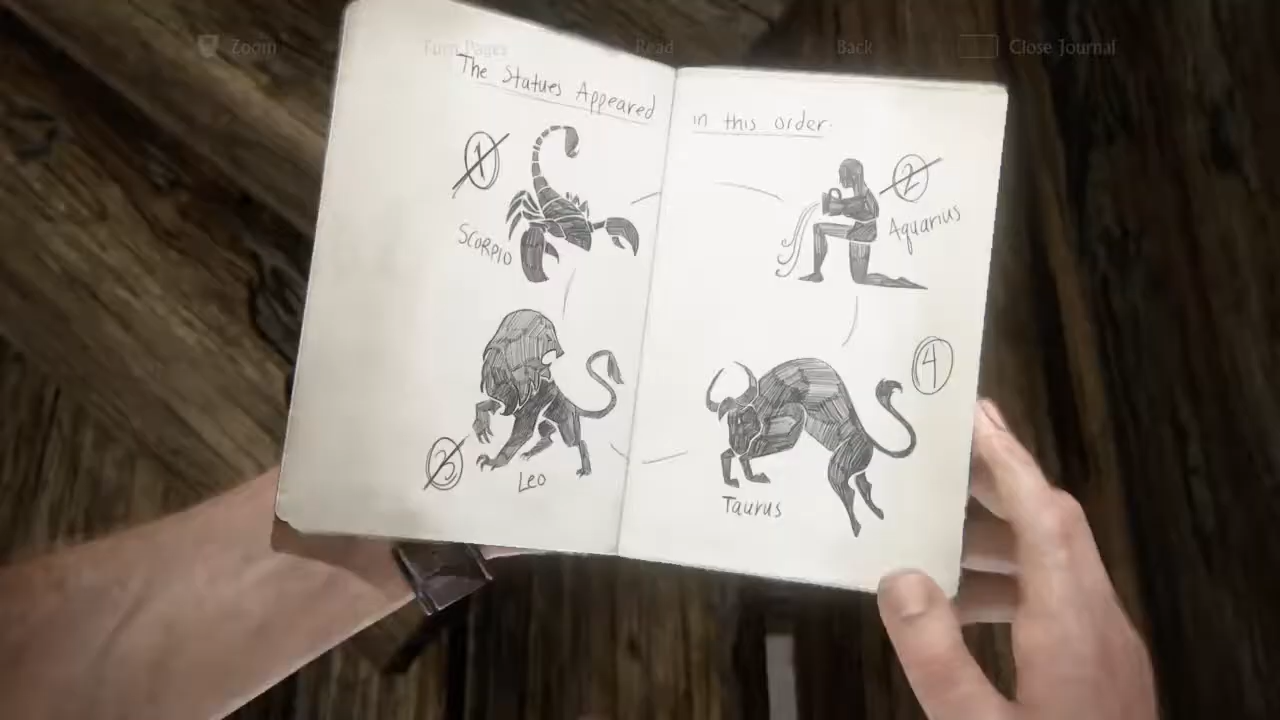 Zoom
Turn Pages
Read
Back
Close Journal
The Statues Appeared
in this order.
1
2
Scorpio
Aquarius
4
3
Leo
Taurus